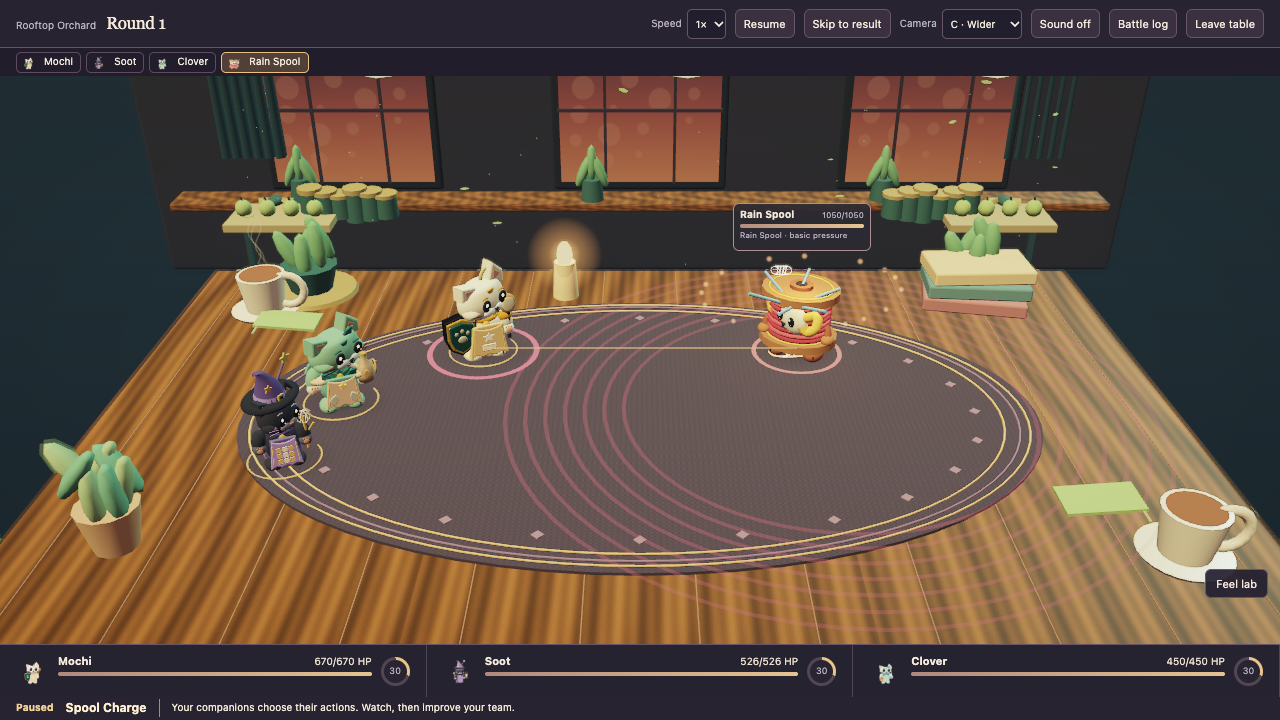 Rooftop Orchard Round 1
Speed 1x Resume Skip to result Camera C · Wider Sound off Battle log Leave table
Mochi Soot Clover Rain Spool
Rain Spool 1050/1050
Rain Spool · basic pressure
Feel lab
Mochi 670/670 HP 30
Soot 526/526 HP 30
Clover 450/450 HP 30
Paused Spool Charge Your companions choose their actions. Watch, then improve your team.